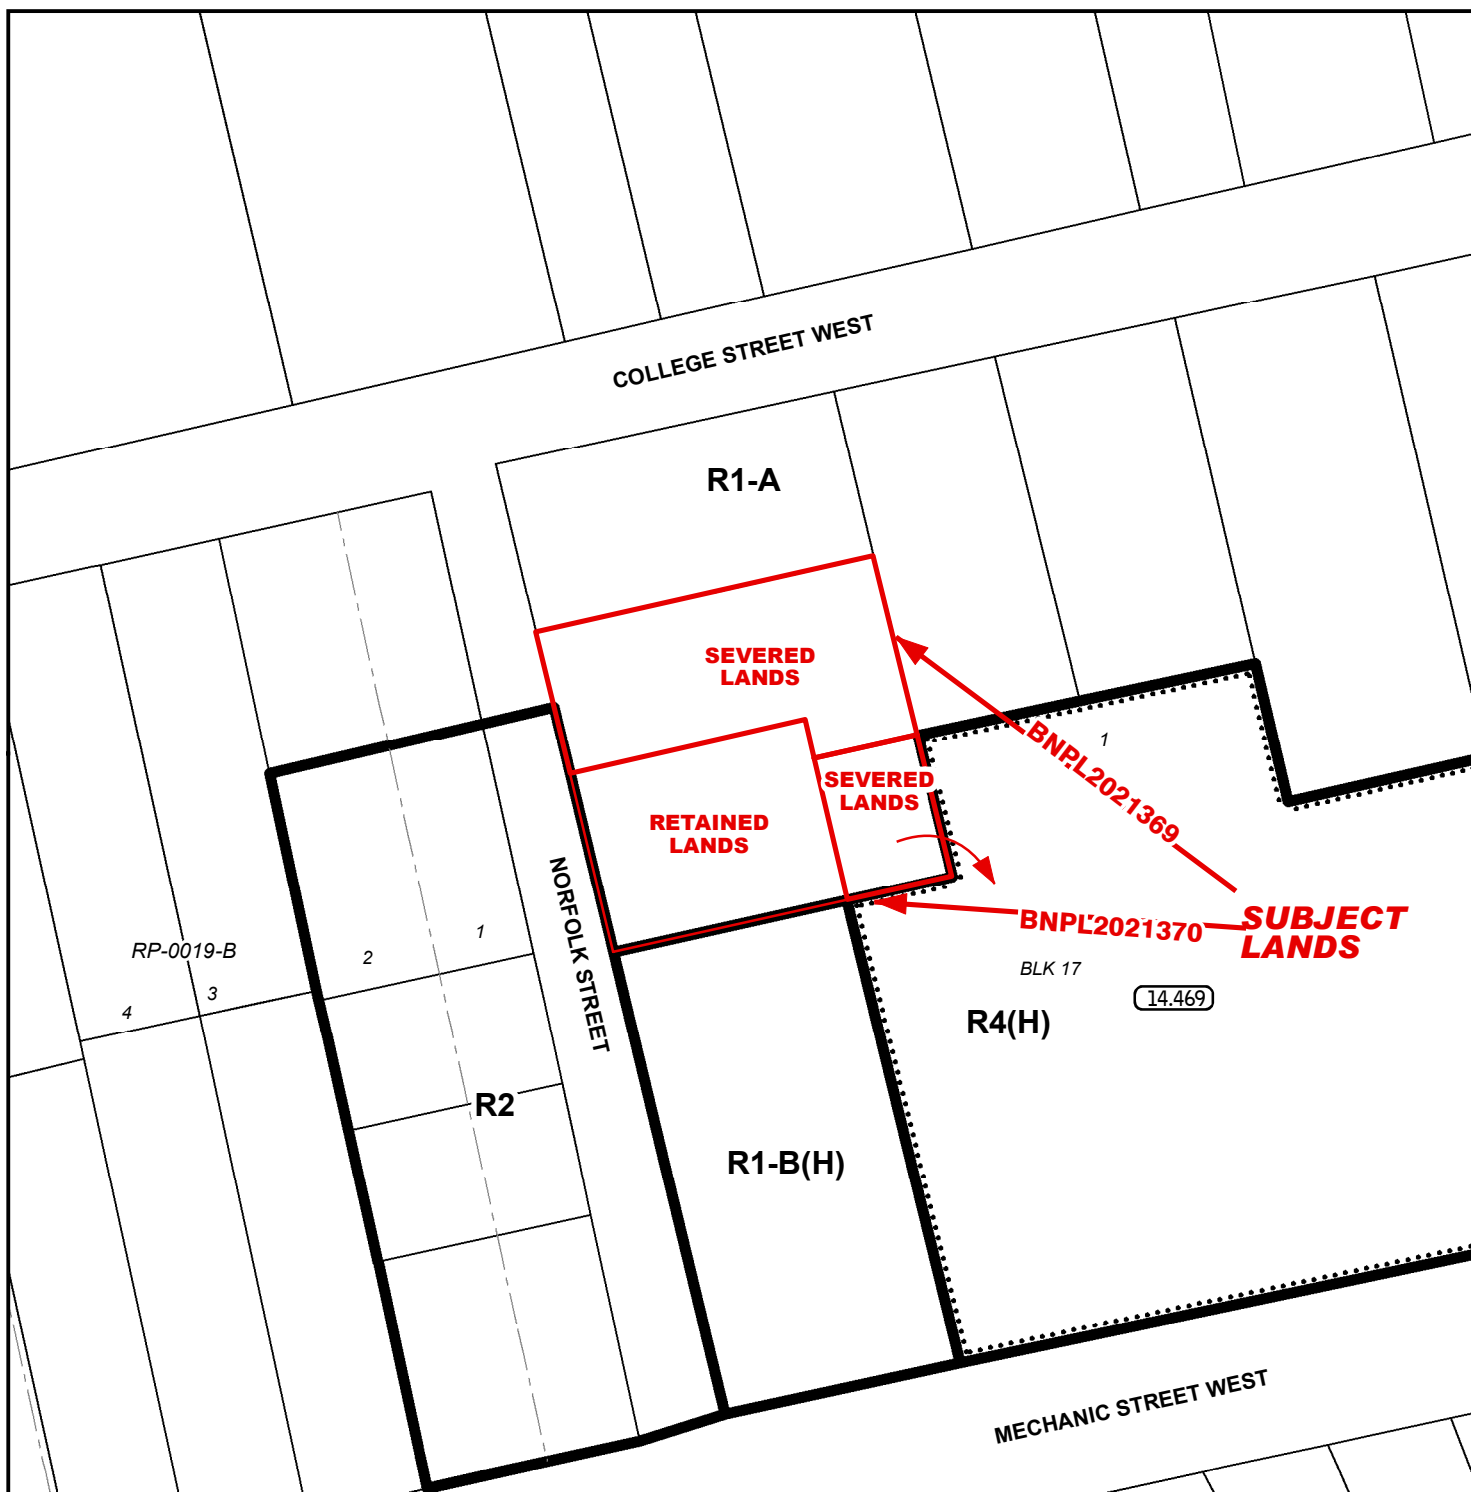 COLLEGE STREET WEST
R1-A
SEVERED
LANDS
1
BNPL2021369
SEVERED
LANDS
RETAINED
LANDS
NORFOLK STREET
SUBJECT
LANDS
BNPL2021370
1
RP-0019-B
2
BLK 17
3
14.469
4
R4(H)
R2
R1-B(H)
MECHANIC STREET WEST